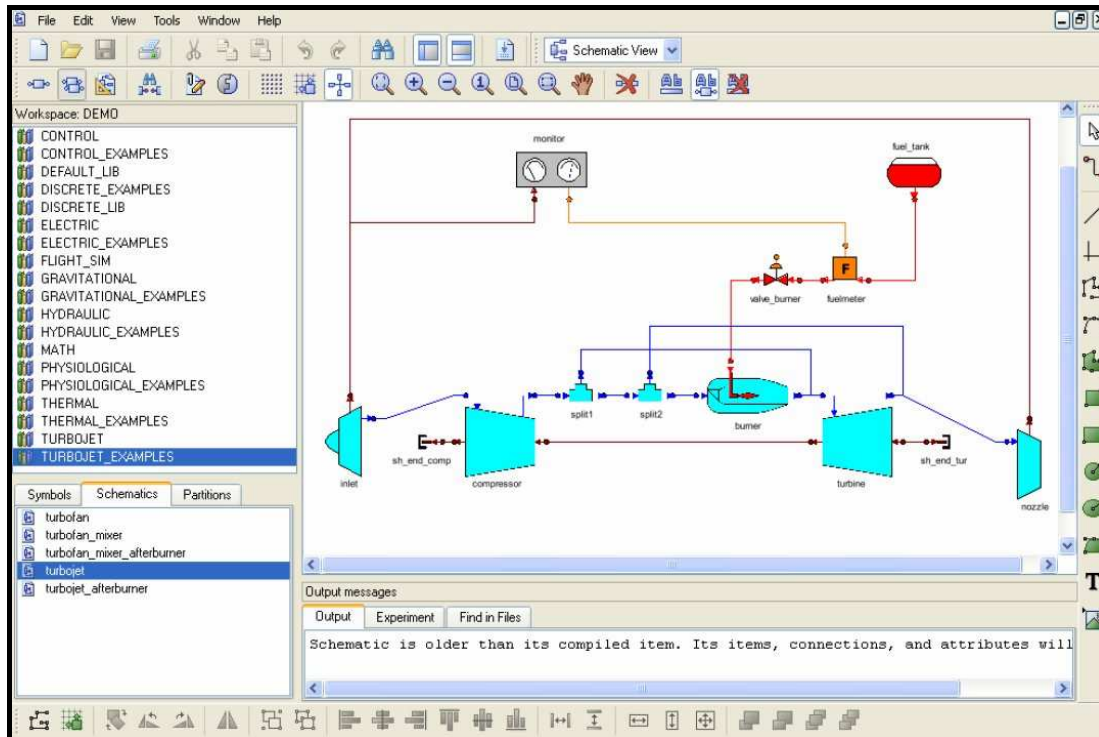 File Edit View Tools Window Help
Schematic View
Workspace: DEMO
CONTROL
CONTROL_EXAMPLES
DEFAULT_LIB
DISCRETE_EXAMPLES
DISCRETE_LIB
ELECTRIC
ELECTRIC_EXAMPLES
FLIGHT_SIM
GRAVITATIONAL
GRAVITATIONAL_EXAMPLES
HYDRAULIC
HYDRAULIC_EXAMPLES
MATH
PHYSIOLOGICAL
PHYSIOLOGICAL_EXAMPLES
THERMAL
THERMAL_EXAMPLES
TURBOJET
TURBOJET_EXAMPLES
Symbols Schematics Partitions
turbofan
turbofan_mixer
turbofan_mixer_afterburner
turbojet
turbojet_afterburner
monitor
fuel_tank
F
valve_burner fuelmeter
split1 split2 burner
sh_end_comp sh_end_tur
inlet compressor turbine
nozzle
Output messages
Output Experiment Find in Files
Schematic is older than its compiled item. Its items, connections, and attributes will
T